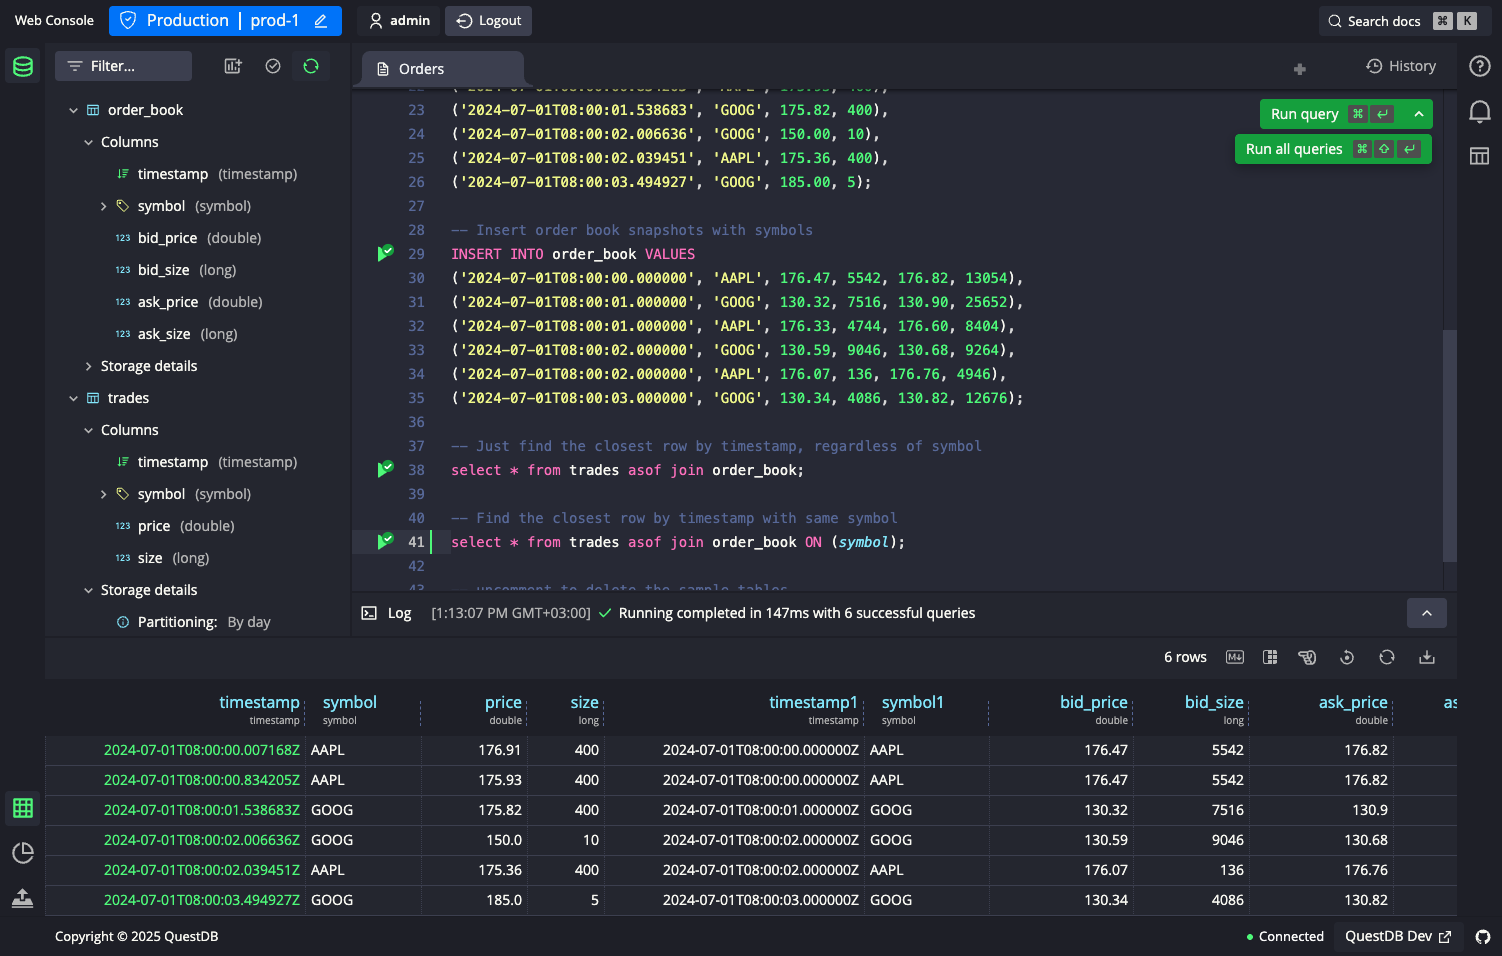 Web Console
Production | prod-1
admin
Logout
Search docs ⌘ K
Filter...
Orders
History
order_book
Columns
timestamp (timestamp)
symbol (symbol)
bid_price (double)
bid_size (long)
ask_price (double)
ask_size (long)
Storage details
trades
Columns
timestamp (timestamp)
symbol (symbol)
price (double)
size (long)
Storage details
Partitioning: By day
Run query ⌘ ↵
Run all queries ⌘ ⇧ ↵
23 ('2024-07-01T08:00:01.538683', 'GOOG', 175.82, 400),
24 ('2024-07-01T08:00:02.006636', 'GOOG', 150.00, 10),
25 ('2024-07-01T08:00:02.039451', 'AAPL', 175.36, 400),
26 ('2024-07-01T08:00:03.494927', 'GOOG', 185.00, 5);
27
28 -- Insert order book snapshots with symbols
29 INSERT INTO order_book VALUES
30 ('2024-07-01T08:00:00.000000', 'AAPL', 176.47, 5542, 176.82, 13054),
31 ('2024-07-01T08:00:01.000000', 'GOOG', 130.32, 7516, 130.90, 25652),
32 ('2024-07-01T08:00:01.000000', 'AAPL', 176.33, 4744, 176.60, 8404),
33 ('2024-07-01T08:00:02.000000', 'GOOG', 130.59, 9046, 130.68, 9264),
34 ('2024-07-01T08:00:02.000000', 'AAPL', 176.07, 136, 176.76, 4946),
35 ('2024-07-01T08:00:03.000000', 'GOOG', 130.34, 4086, 130.82, 12676);
36
37 -- Just find the closest row by timestamp, regardless of symbol
38 select * from trades asof join order_book;
39
40 -- Find the closest row by timestamp with same symbol
41 select * from trades asof join order_book ON (symbol);
42
43 -- uncomment to delete the sample tables
Log [1:13:07 PM GMT+03:00] Running completed in 147ms with 6 successful queries
6 rows
timestamp symbol price size timestamp1 symbol1 bid_price bid_size ask_price as
timestamp symbol double long timestamp symbol double long double
2024-07-01T08:00:00.007168Z AAPL 176.91 400 2024-07-01T08:00:00.000000Z AAPL 176.47 5542 176.82
2024-07-01T08:00:00.834205Z AAPL 175.93 400 2024-07-01T08:00:00.000000Z AAPL 176.47 5542 176.82
2024-07-01T08:00:01.538683Z GOOG 175.82 400 2024-07-01T08:00:01.000000Z GOOG 130.32 7516 130.9
2024-07-01T08:00:02.006636Z GOOG 150.0 10 2024-07-01T08:00:02.000000Z GOOG 130.59 9046 130.68
2024-07-01T08:00:02.039451Z AAPL 175.36 400 2024-07-01T08:00:02.000000Z AAPL 176.07 136 176.76
2024-07-01T08:00:03.494927Z GOOG 185.0 5 2024-07-01T08:00:03.000000Z GOOG 130.34 4086 130.82
Copyright © 2025 QuestDB
Connected
QuestDB Dev